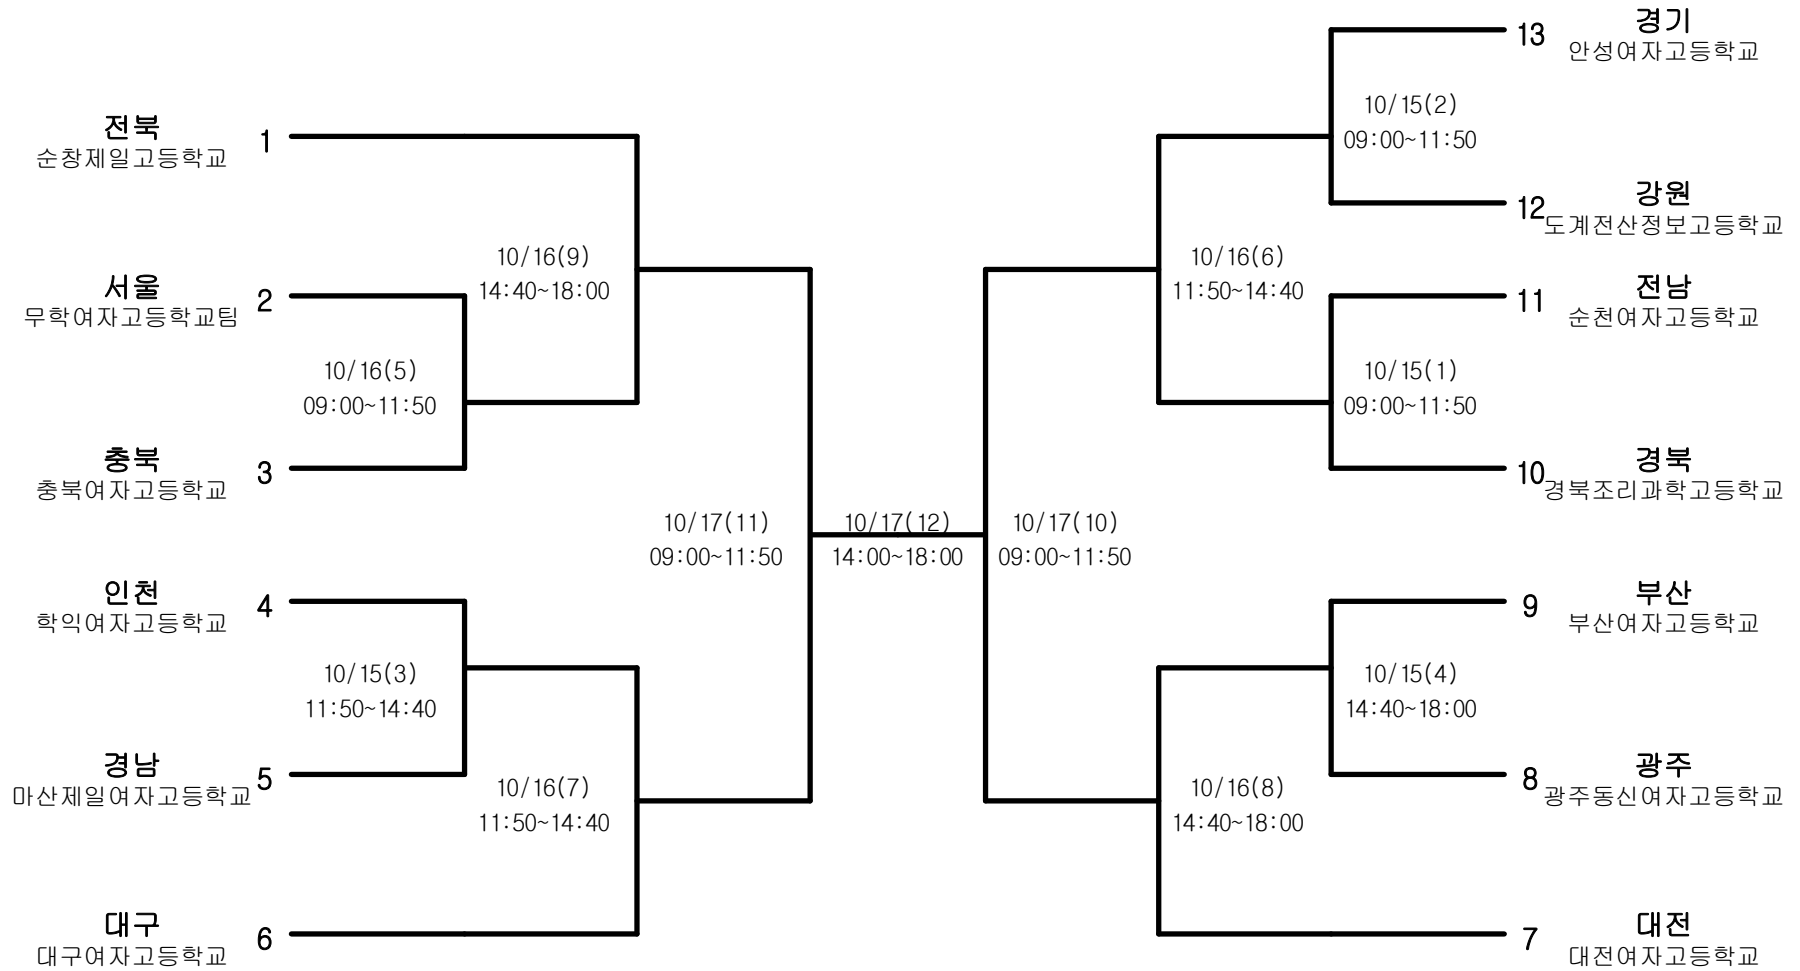 전북
순창제일고등학교
1
서울
무학여자고등학교팀
2
10/16(9)
14:40~18:00
10/16(5)
09:00~11:50
충북
충북여자고등학교
3
인천
학익여자고등학교
4
10/15(3)
11:50~14:40
경남
마산제일여자고등학교
5
10/16(7)
11:50~14:40
대구
대구여자고등학교
6
10/17(11)
09:00~11:50
10/17(12)
14:00~18:00
10/17(10)
09:00~11:50
13
경기
안성여자고등학교
10/15(2)
09:00~11:50
12
강원
도계전산정보고등학교
10/16(6)
11:50~14:40
11
전남
순천여자고등학교
10/15(1)
09:00~11:50
10
경북
경북조리과학고등학교
9
부산
부산여자고등학교
10/15(4)
14:40~18:00
8
광주
광주동신여자고등학교
10/16(8)
14:40~18:00
7
대전
대전여자고등학교